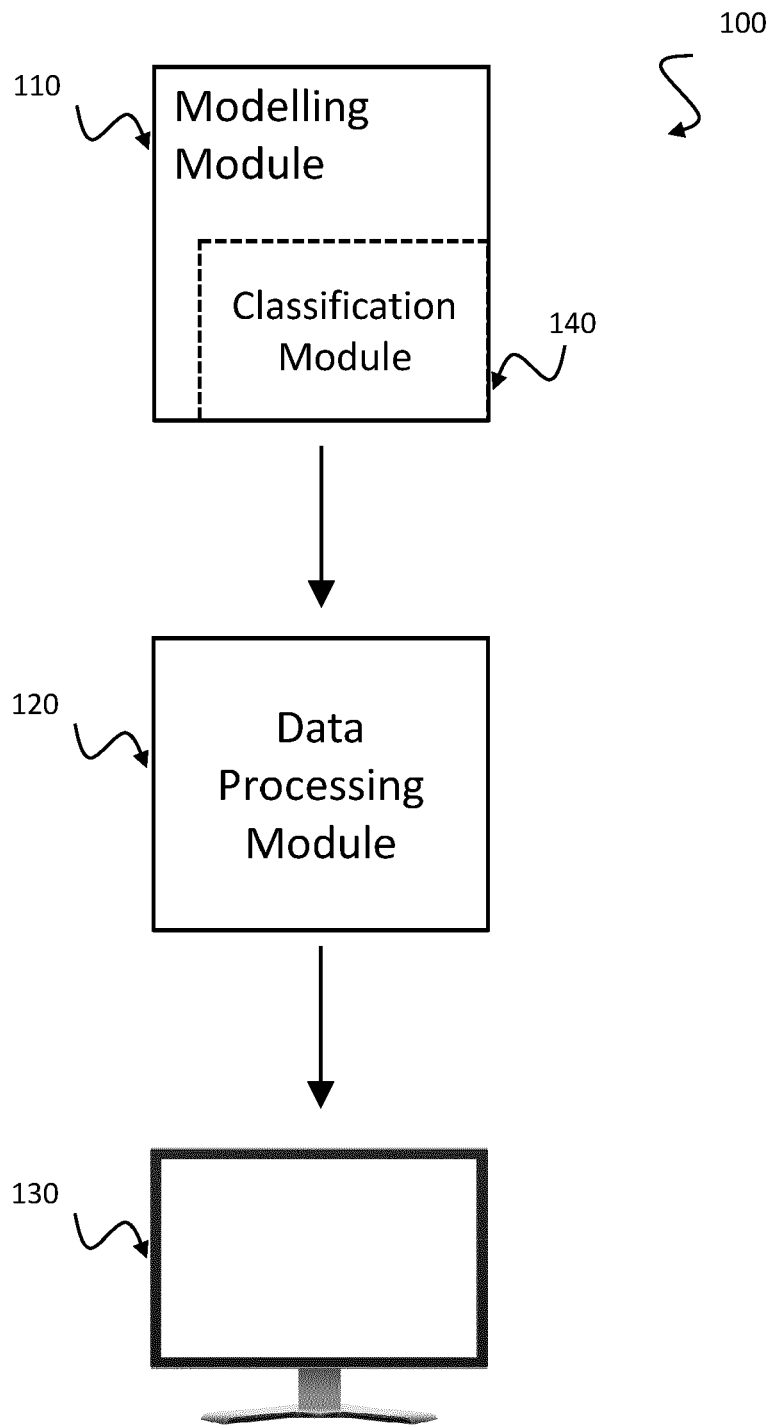 100
110
Modelling
Module
Classification
Module
140
120
Data
Processing
Module
130